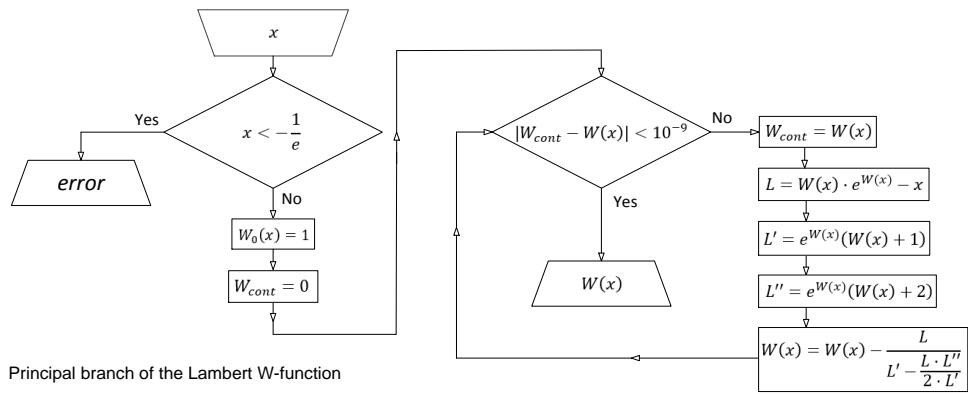 x
x < -1/e
Yes
error
No
W₀(x) = 1
W_cont = 0
|W_cont − W(x)| < 10⁻⁹
Yes
W(x)
No
W_cont = W(x)
L = W(x) · e^W(x) − x
L′ = e^W(x)(W(x) + 1)
L′′ = e^W(x)(W(x) + 2)
W(x) = W(x) − L/(L′ − (L · L′′)/(2 · L′))
Principal branch of the Lambert W-function